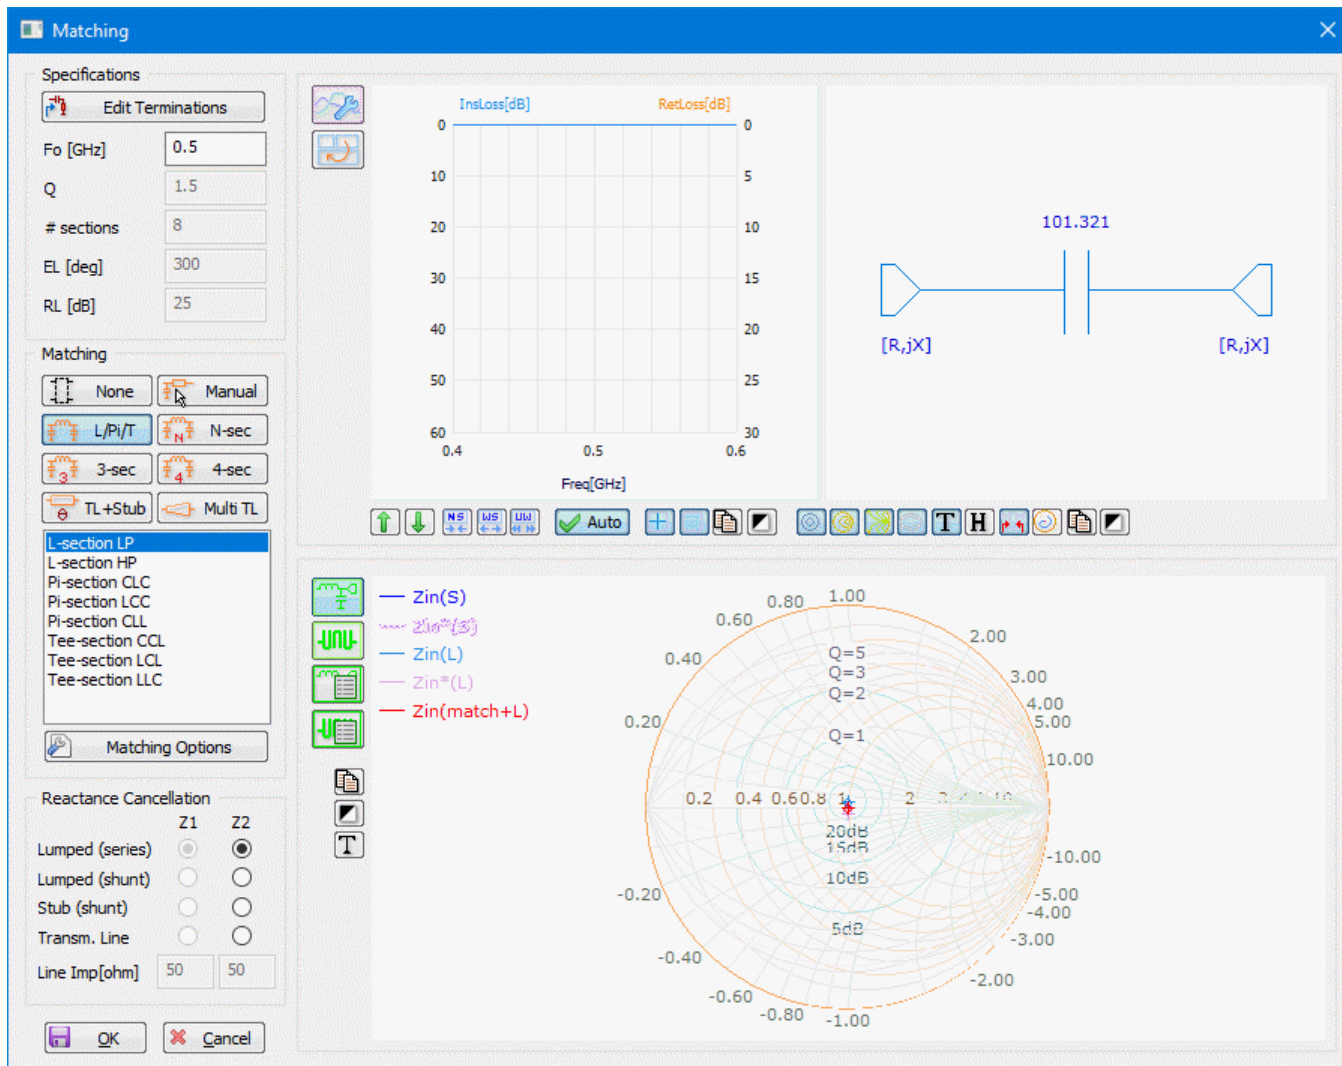 Matching
Specifications
Edit Terminations
Fo [GHz] 0.5
Q 1.5
# sections 8
EL [deg] 300
RL [dB] 25
Matching
None Manual
L/Pi/T N N-sec
3 3-sec 4 4-sec
θ TL+Stub Multi TL
L-section LP
L-section HP
Pi-section CLC
Pi-section LCC
Pi-section CLL
Tee-section CCL
Tee-section LCL
Tee-section LLC
Matching Options
Reactance Cancellation
Z1 Z2
Lumped (series)
Lumped (shunt)
Stub (shunt)
Transm. Line
Line Imp[ohm] 50 50
OK Cancel
InsLoss[dB] RetLoss[dB]
0 0
10 5
20 10
30 15
40 20
50 25
60 30
0.4 0.5 0.6
Freq[GHz]
101.321
[R,jX] [R,jX]
NS WS UW Auto T H
T
Zin(S)
Zin*(S)
Zin(L)
Zin*(L)
Zin(match+L)
1.00
0.80
0.60
2.00
0.40
Q=5
Q=3
3.00
Q=2
4.00
0.20
5.00
Q=1
10.00
0.2 0.4 0.6 0.8 1 2
20dB
15dB
-10.00
10dB
-0.20
-5.00
-4.00
5dB
-3.00
-0.40
-2.00
-0.60
-0.80
-1.00